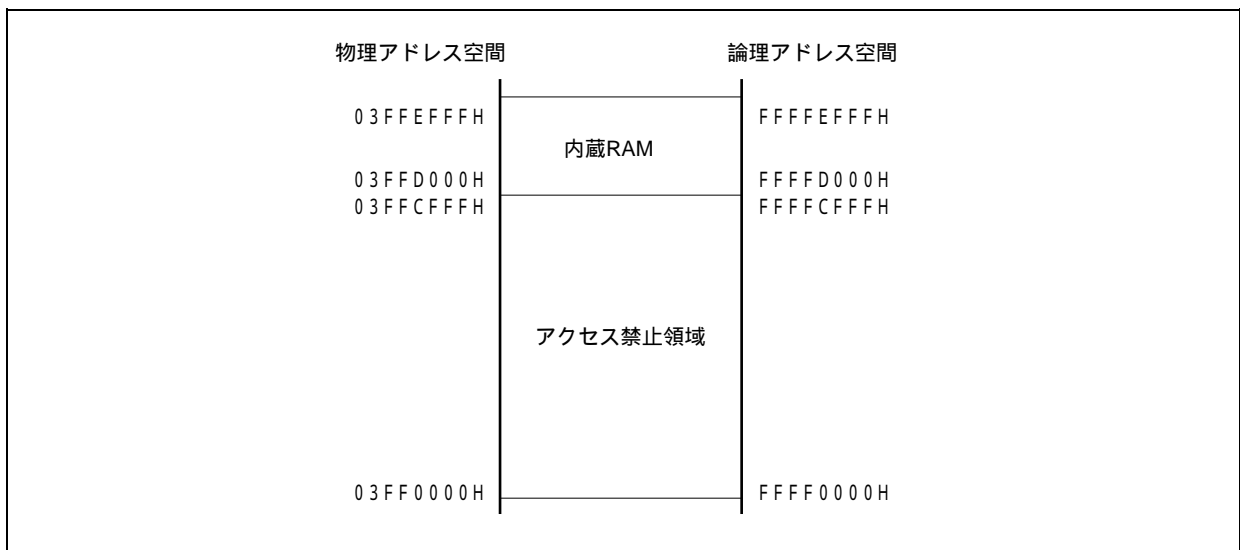 物理アドレス空間 論理アドレス空間
03FFEFFFH FFFFEFFFH
内蔵RAM
03FFD000H FFFFD000H
03FFCFFFH FFFFCFFFH
アクセス禁止領域
03FF0000H FFFF0000H